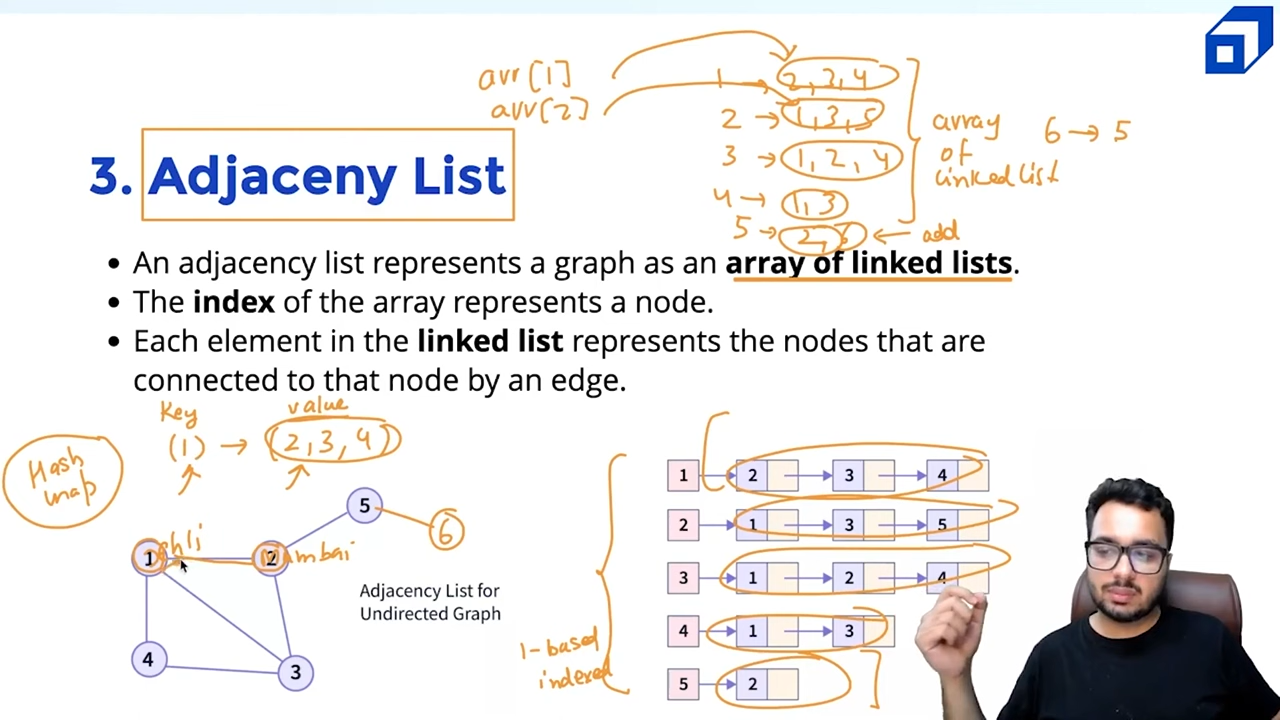 arr[1]
arr[2]
1 → 2, 3, 4
2 → 1, 3, 5
3 → 1, 2, 4
4 → 1, 3
5 → 2, 6 ← add
array
of
linked list
6 → 5
3. Adjaceny List
• An adjacency list represents a graph as an array of linked lists.
• The index of the array represents a node.
• Each element in the linked list represents the nodes that are
connected to that node by an edge.
Key value
(1) → (2, 3, 4)
Hash
map
5
6
1 2 Mumbai
4
3
Adjacency List for
Undirected Graph
1-based
indexed
1 2 3 4
2 1 3 5
3 1 2 4
4 1 3
5 2